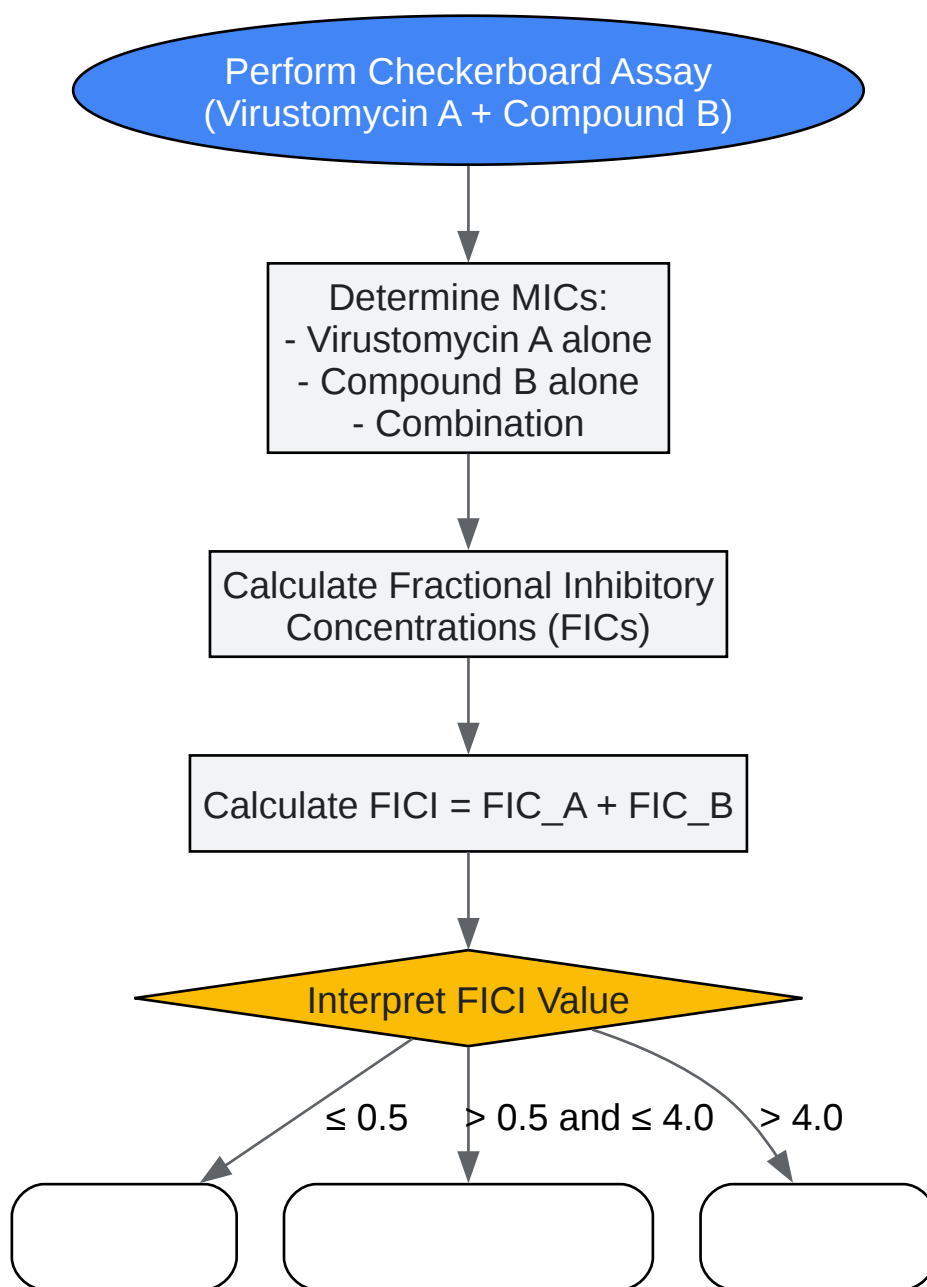 Perform Checkerboard Assay
(Virustomycin A + Compound B)
Determine MICs:
- Virustomycin A alone
- Compound B alone
- Combination
Calculate Fractional Inhibitory
Concentrations (FICs)
Calculate FICI = FIC_A + FIC_B
Interpret FICI Value
≤ 0.5
> 0.5 and ≤ 4.0
> 4.0